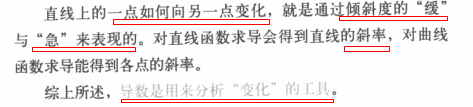 直线上的一点如何向另一点变化，就是通过倾斜度的“缓”
与“急”来表现的。对直线函数求导会得到直线的斜率，对曲线
函数求导能得到各点的斜率。
综上所述，导数是用来分析“变化”的工具。